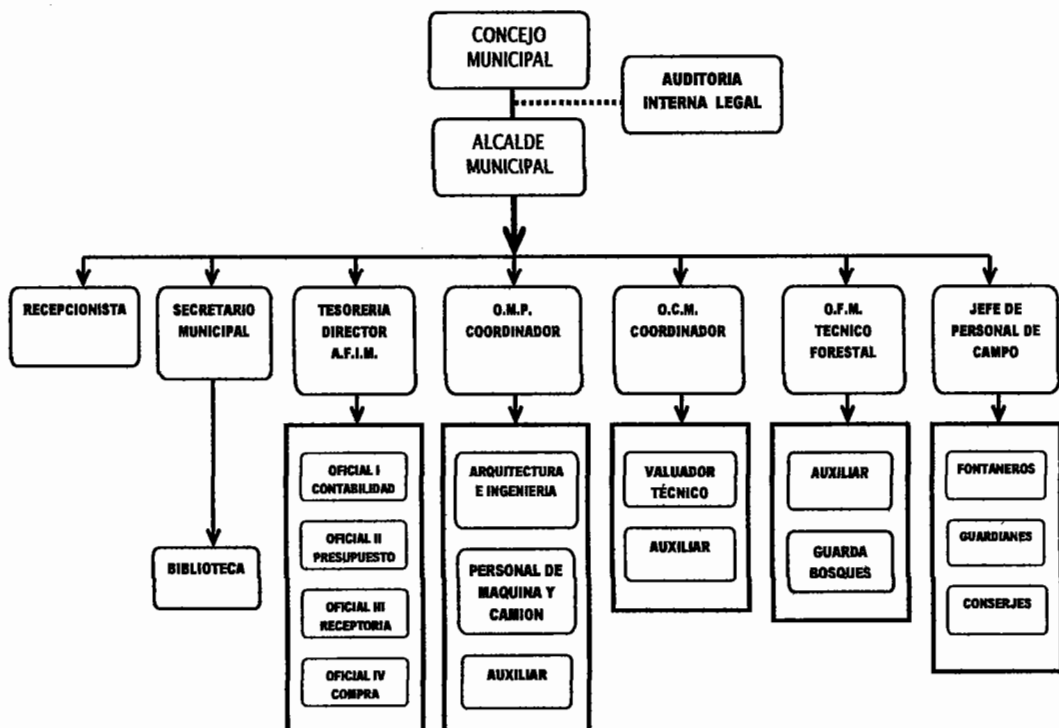 CONCEJO
MUNICIPAL
AUDITORIA
INTERNA LEGAL
ALCALDE
MUNICIPAL
RECEPCIONISTA
SECRETARIO
MUNICIPAL
TESORERIA
DIRECTOR
A.F.I.M.
O.M.P.
COORDINADOR
O.C.M.
COORDINADOR
O.F.M.
TECNICO
FORESTAL
JEFE DE
PERSONAL DE
CAMPO
BIBLIOTECA
OFICIAL I
CONTABILIDAD
OFICIAL II
PRESUPUESTO
OFICIAL III
RECEPTORIA
OFICIAL IV
COMPRA
ARQUITECTURA
E INGENIERIA
PERSONAL DE
MAQUINA Y
CAMION
AUXILIAR
VALUADOR
TÉCNICO
AUXILIAR
AUXILIAR
GUARDA
BOSQUES
FONTANEROS
GUARDIANES
CONSERJES